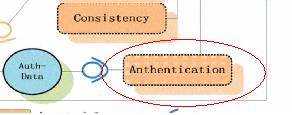 Consistency
Auth-
Data
Anthentication